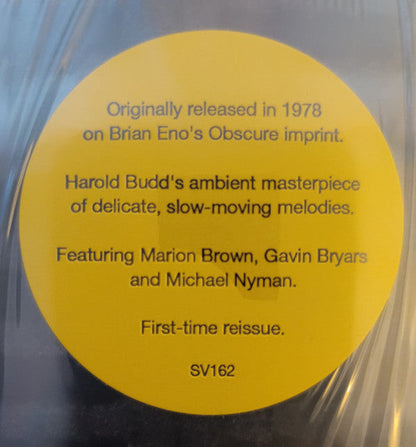 Originally released in 1978
on Brian Eno's Obscure imprint.
Harold Budd's ambient masterpiece
of delicate, slow-moving melodies.
Featuring Marion Brown, Gavin Bryars
and Michael Nyman.
First-time reissue.
SV162